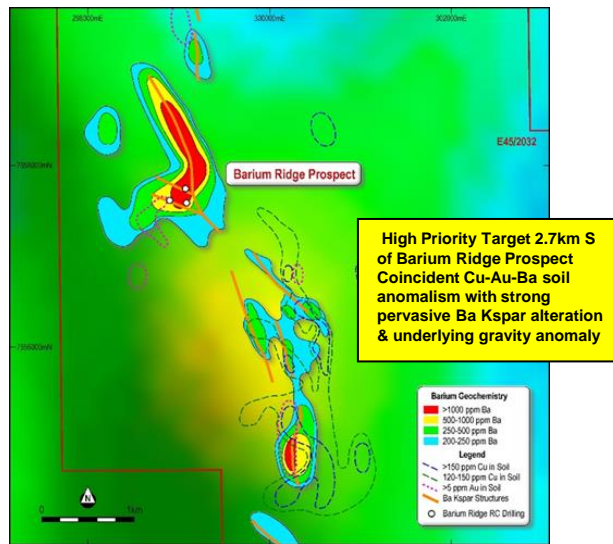 298000mE
300000mE
302000mE
E45/2032
7558000mN
Barium Ridge Prospect
High Priority Target 2.7km S
of Barium Ridge Prospect
Coincident Cu-Au-Ba soil
anomalism with strong
pervasive Ba Kspar alteration
& underlying gravity anomaly
7556000mN
Barium Geochemistry
>1000 ppm Ba
500-1000 ppm Ba
250-500 ppm Ba
200-250 ppm Ba
Legend
>150 ppm Cu in Soil
120-150 ppm Cu in Soil
>5 ppm Au in Soil
Ba Kspar Structures
Barium Ridge RC Drilling
N
0
1km